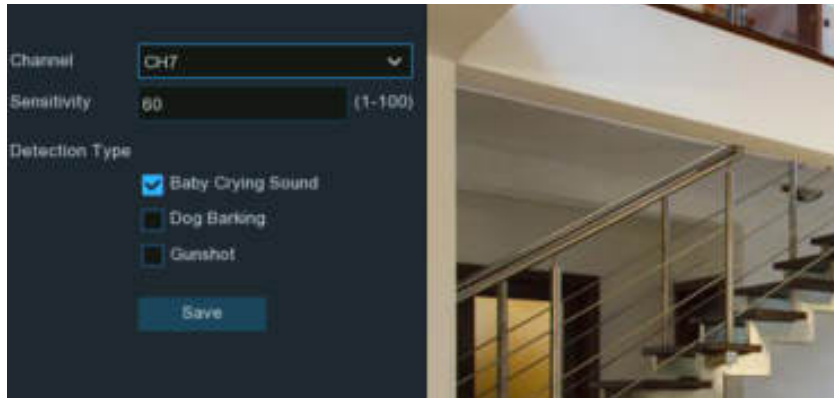 Channel CH7
Sensitivity 60 (1-100)
Detection Type
Baby Crying Sound
Dog Barking
Gunshot
Save